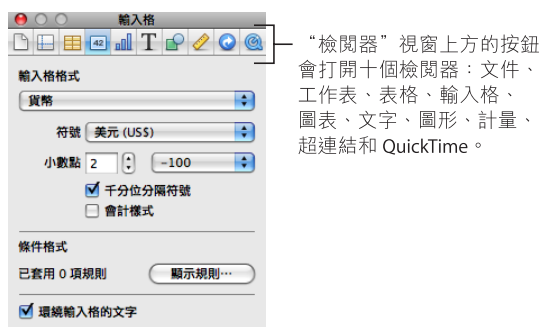 輸入格
42
T
“檢閱器”視窗上方的按鈕
會打開十個檢閱器：文件、
工作表、表格、輸入格、
圖表、文字、圖形、計量、
超連結和 QuickTime。
輸入格格式
貨幣
符號 美元 (US$)
小數點 2 -100
千分位分隔符號
會計樣式
條件格式
已套用 0 項規則 顯示規則⋯
環繞輸入格的文字